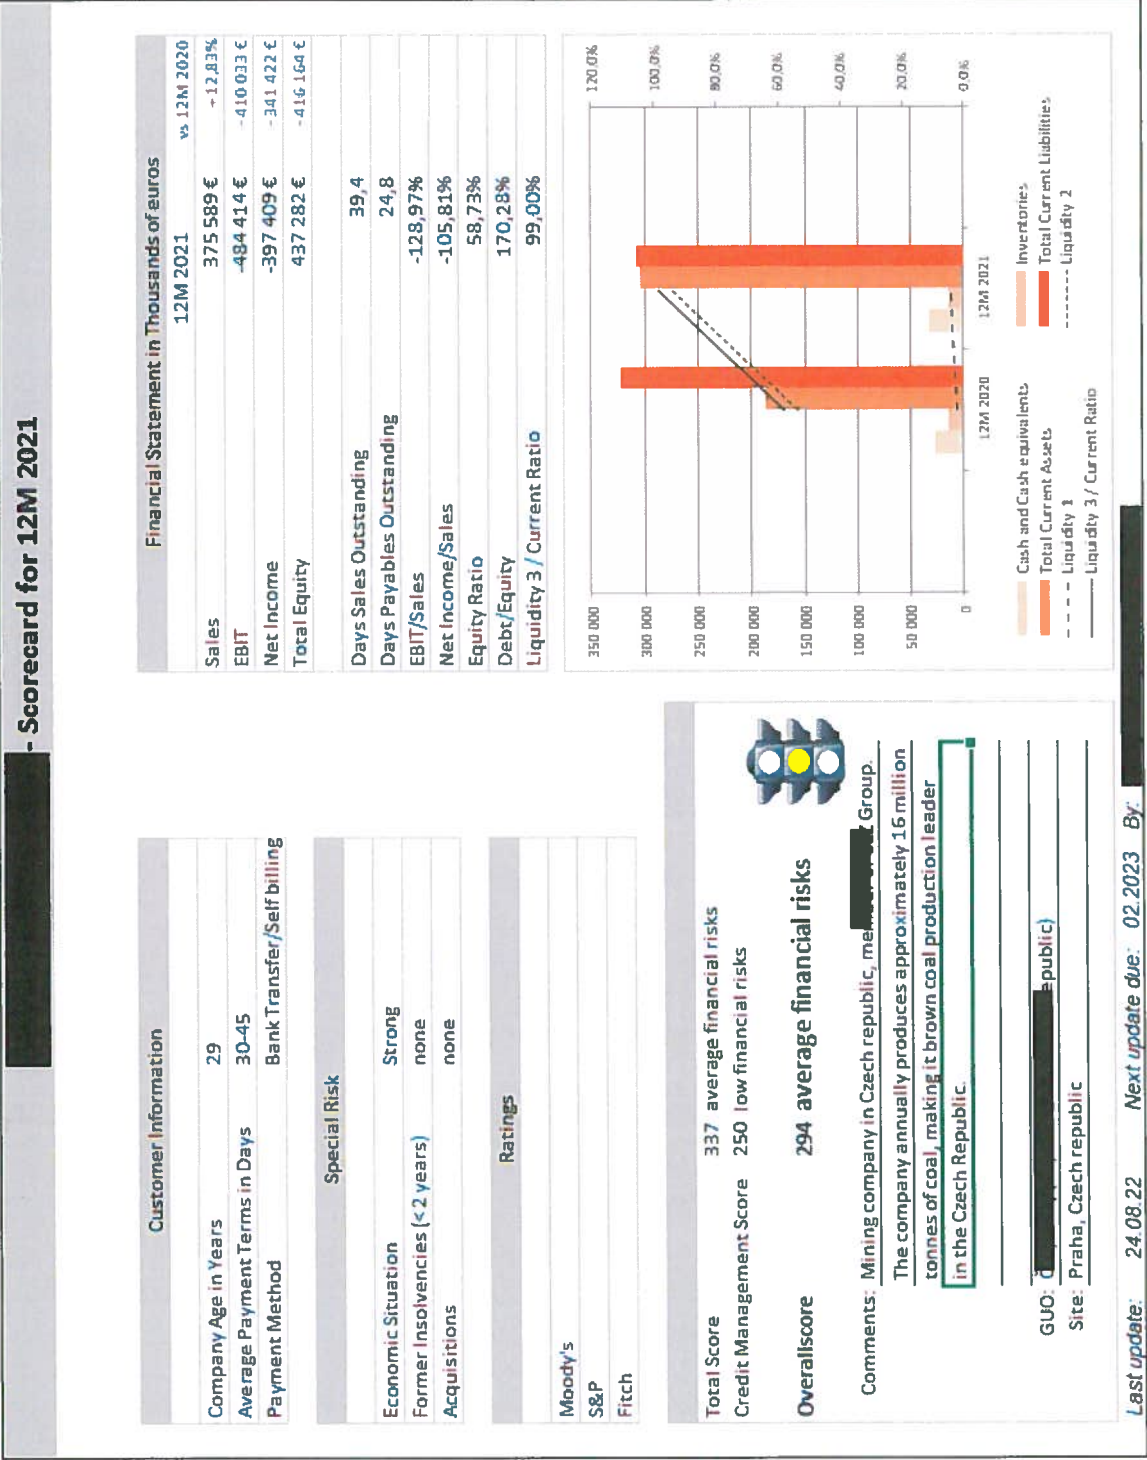 - Scorecard for 12M 2021
Customer Information
Company Age in Years 29
Average Payment Terms in Days 30-45
Payment Method Bank Transfer/Self billing
Special Risk
Economic Situation Strong
Former Insolvencies (< 2 years) none
Acquisitions none
Ratings
Moody's
S&P
Fitch
Financial Statement in Thousands of euros
12M 2021 vs 12M 2020
Sales 375 589 € +12,83%
EBIT -484 414 € -410 033 €
Net Income -397 409 € -341 422 €
Total Equity 437 282 € -416 164 €
Days Sales Outstanding 39,4
Days Payables Outstanding 24,8
EBIT/Sales -128,97%
Net Income/Sales -105,81%
Equity Ratio 58,73%
Debt/Equity 170,28%
Liquidity 3 / Current Ratio 99,00%
Total Score 337 average financial risks
Credit Management Score 250 low financial risks
Overallscore 294 average financial risks
Comments: Mining company in Czech republic, Group.
The company annually produces approximately 16 million
tonnes of coal, making it brown coal production leader
in the Czech Republic.
GUO: epublic)
Site: Praha, Czech republic
350 000 120,0%
300 000 100,0%
250 000 80,0%
200 000 60,0%
150 000 40,0%
100 000 20,0%
50 000 0,0%
0
12M 2020 12M 2021
Cash and Cash equivalents Inventories
Total Current Assets Total Current Liabilities
Liquidity 1 Liquidity 2
Liquidity 3 / Current Ratio
Last update: 24.08.22 Next update due: 02.2023 By: